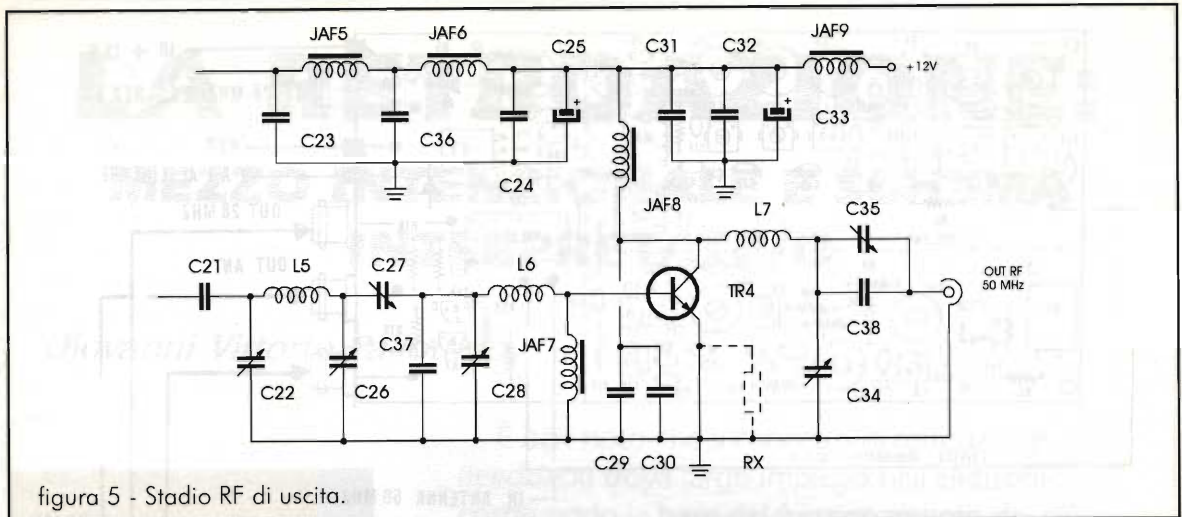 JAF5
JAF6
C25
C31
C32
JAF9
+
+
+12V
C23
C36
C33
C24
JAF8
L7
C35
C21
L5
C27
L6
TR4
OUT RF
50 MHz
C37
JAF7
C38
C22
C26
C28
C34
C29
C30
RX
figura 5 - Stadio RF di uscita.